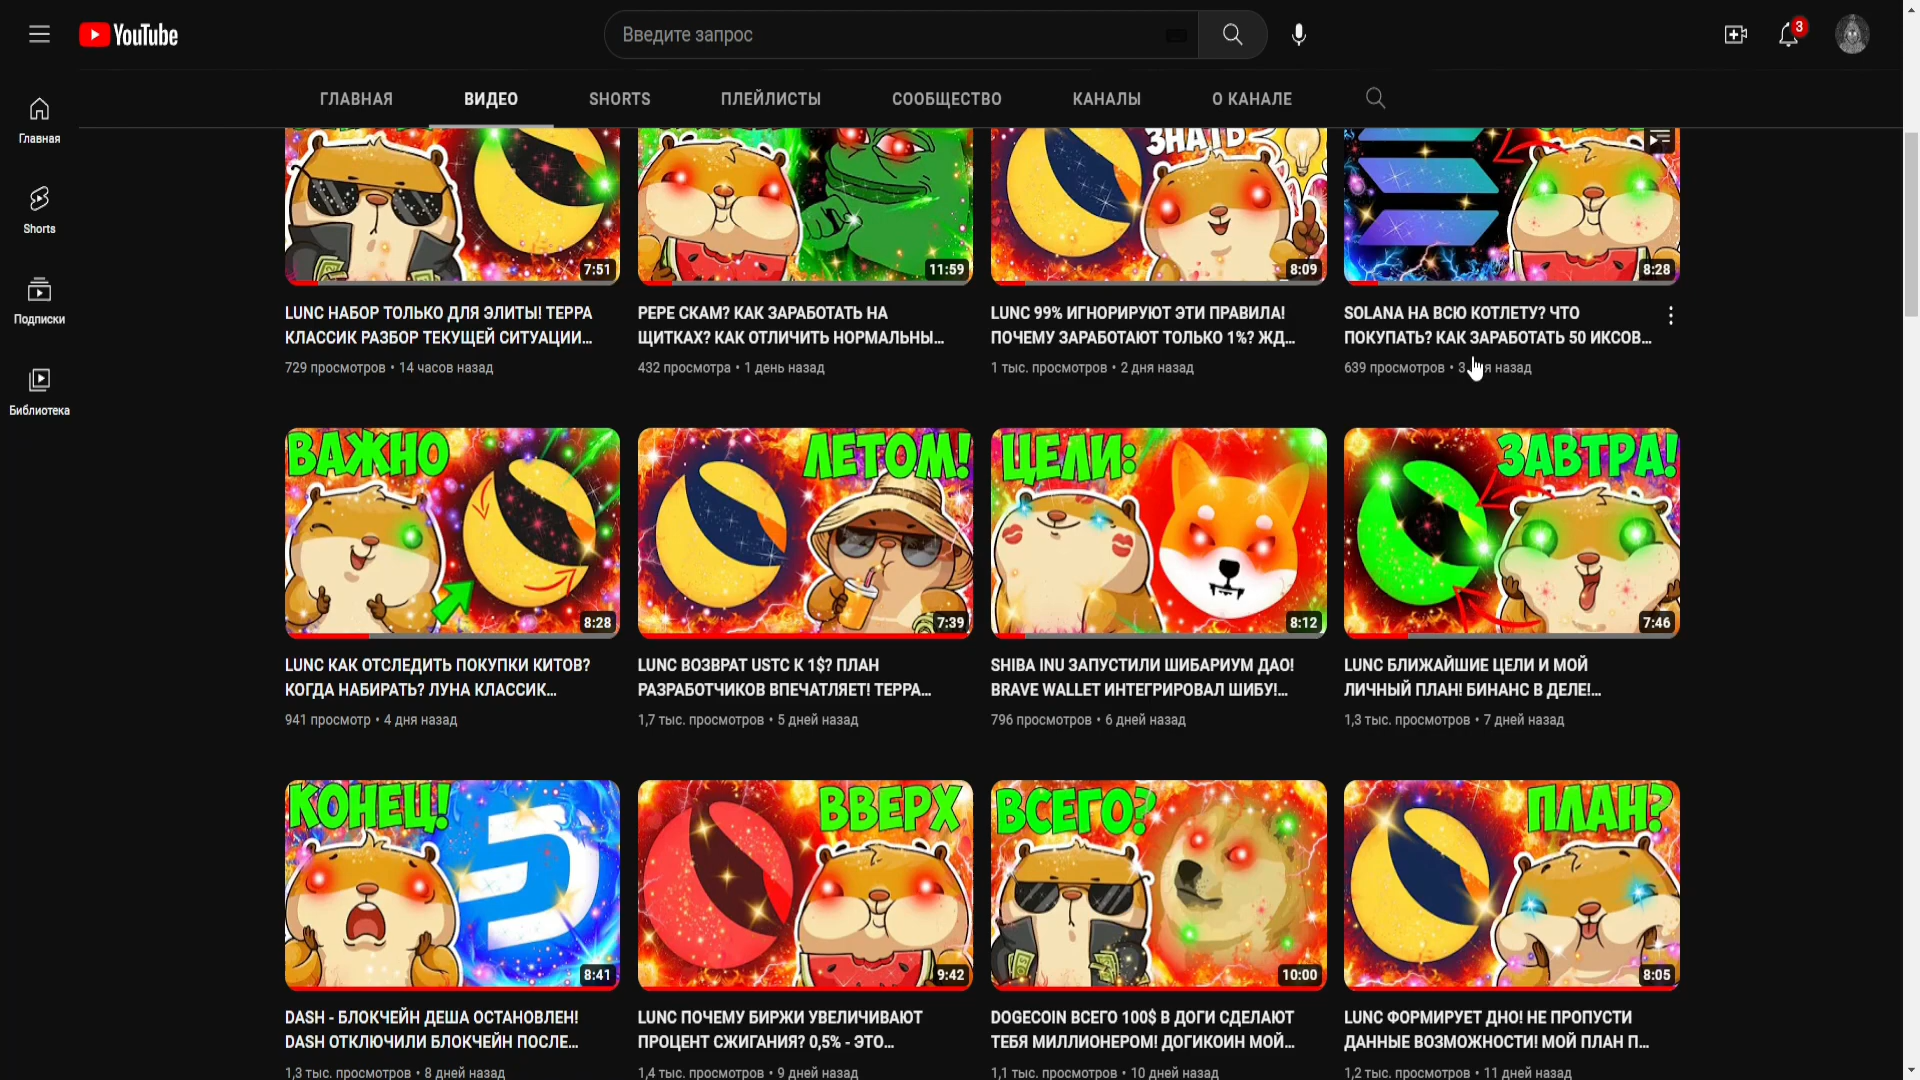 YouTube
Введите запрос
3
ГЛАВНАЯ
ВИДЕО
SHORTS
ПЛЕЙЛИСТЫ
СООБЩЕСТВО
КАНАЛЫ
О КАНАЛЕ
Главная
Shorts
Подписки
Библиотека
7:51
LUNC НАБОР ТОЛЬКО ДЛЯ ЭЛИТЫ! ТЕРРА
КЛАССИК РАЗБОР ТЕКУЩЕЙ СИТУАЦИИ...
729 просмотров • 14 часов назад
11:59
PEPE СКАМ? КАК ЗАРАБОТАТЬ НА
ЩИТКАХ? КАК ОТЛИЧИТЬ НОРМАЛЬНЫ...
432 просмотра • 1 день назад
ЗНАТЬ
8:09
LUNC 99% ИГНОРИРУЮТ ЭТИ ПРАВИЛА!
ПОЧЕМУ ЗАРАБОТАЮТ ТОЛЬКО 1%? ЖД...
1 тыс. просмотров • 2 дня назад
8:28
SOLANA НА ВСЮ КОТЛЕТУ? ЧТО
ПОКУПАТЬ? КАК ЗАРАБОТАТЬ 50 ИКСОВ...
639 просмотров • 3 назад
ВАЖНО
8:28
LUNC КАК ОТСЛЕДИТЬ ПОКУПКИ КИТОВ?
КОГДА НАБИРАТЬ? ЛУНА КЛАССИК...
941 просмотр • 4 дня назад
ЛЕТОМ!
7:39
LUNC ВОЗВРАТ USTC К 1$? ПЛАН
РАЗРАБОТЧИКОВ ВПЕЧАТЛЯЕТ! ТЕРРА...
1,7 тыс. просмотров • 5 дней назад
ЦЕЛИ:
8:12
SHIBA INU ЗАПУСТИЛИ ШИБАРИУМ ДАО!
BRAVE WALLET ИНТЕГРИРОВАЛ ШИБУ!...
796 просмотров • 6 дней назад
ЗАВТРА!
7:46
LUNC БЛИЖАЙШИЕ ЦЕЛИ И МОЙ
ЛИЧНЫЙ ПЛАН! БИНАНС В ДЕЛЕ!...
1,3 тыс. просмотров • 7 дней назад
КОНЕЦ!
8:41
DASH - БЛОКЧЕЙН ДЕША ОСТАНОВЛЕН!
DASH ОТКЛЮЧИЛИ БЛОКЧЕЙН ПОСЛЕ...
1,3 тыс. просмотров • 8 дней назад
ВВЕРХ
9:42
LUNC ПОЧЕМУ БИРЖИ УВЕЛИЧИВАЮТ
ПРОЦЕНТ СЖИГАНИЯ? 0,5% - ЭТО...
1,4 тыс. просмотров • 9 дней назад
ВСЕГО?
10:00
DOGECOIN ВСЕГО 100$ В ДОГИ СДЕЛАЮТ
ТЕБЯ МИЛЛИОНЕРОМ! ДОГИКОИН МОЙ...
1,1 тыс. просмотров • 10 дней назад
ПЛАН?
8:05
LUNC ФОРМИРУЕТ ДНО! НЕ ПРОПУСТИ
ДАННЫЕ ВОЗМОЖНОСТИ! МОЙ ПЛАН П...
1,2 тыс. просмотров • 11 дней назад